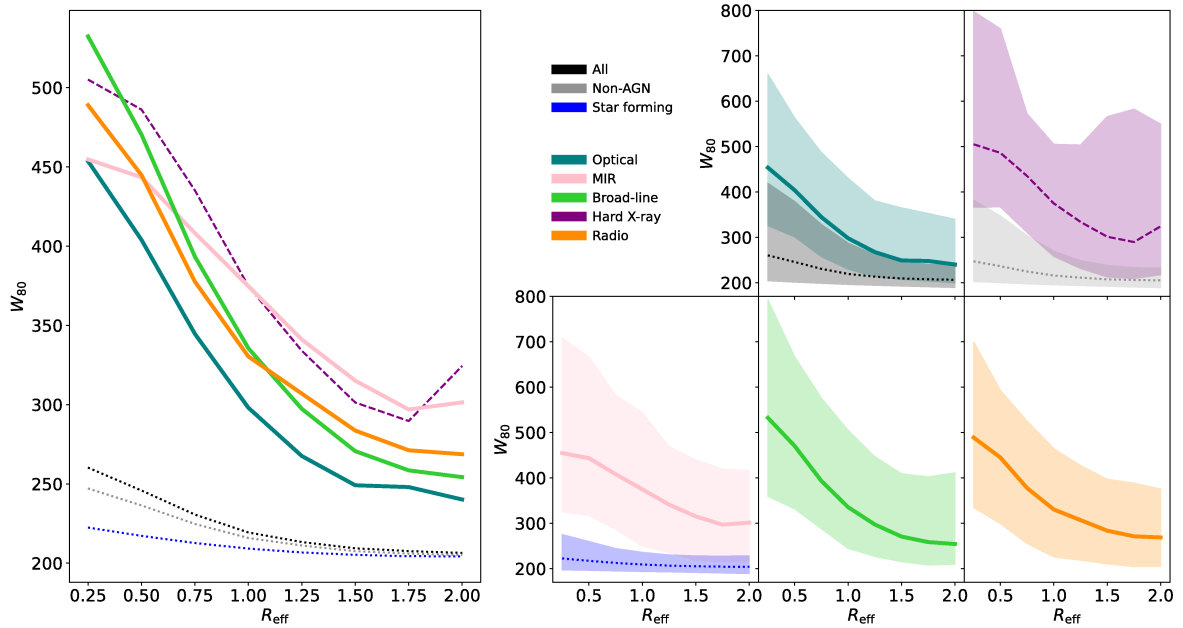 500
450
400
350
300
250
200
W80
0.25 0.50 0.75 1.00 1.25 1.50 1.75 2.00
Reff
All
Non-AGN
Star forming
Optical
MIR
Broad-line
Hard X-ray
Radio
800
700
600
500
400
300
200
W80
800
700
600
500
400
300
200
W80
0.5 1.0 1.5 2.0
Reff
0.5 1.0 1.5 2.0
Reff
0.5 1.0 1.5 2.0
Reff